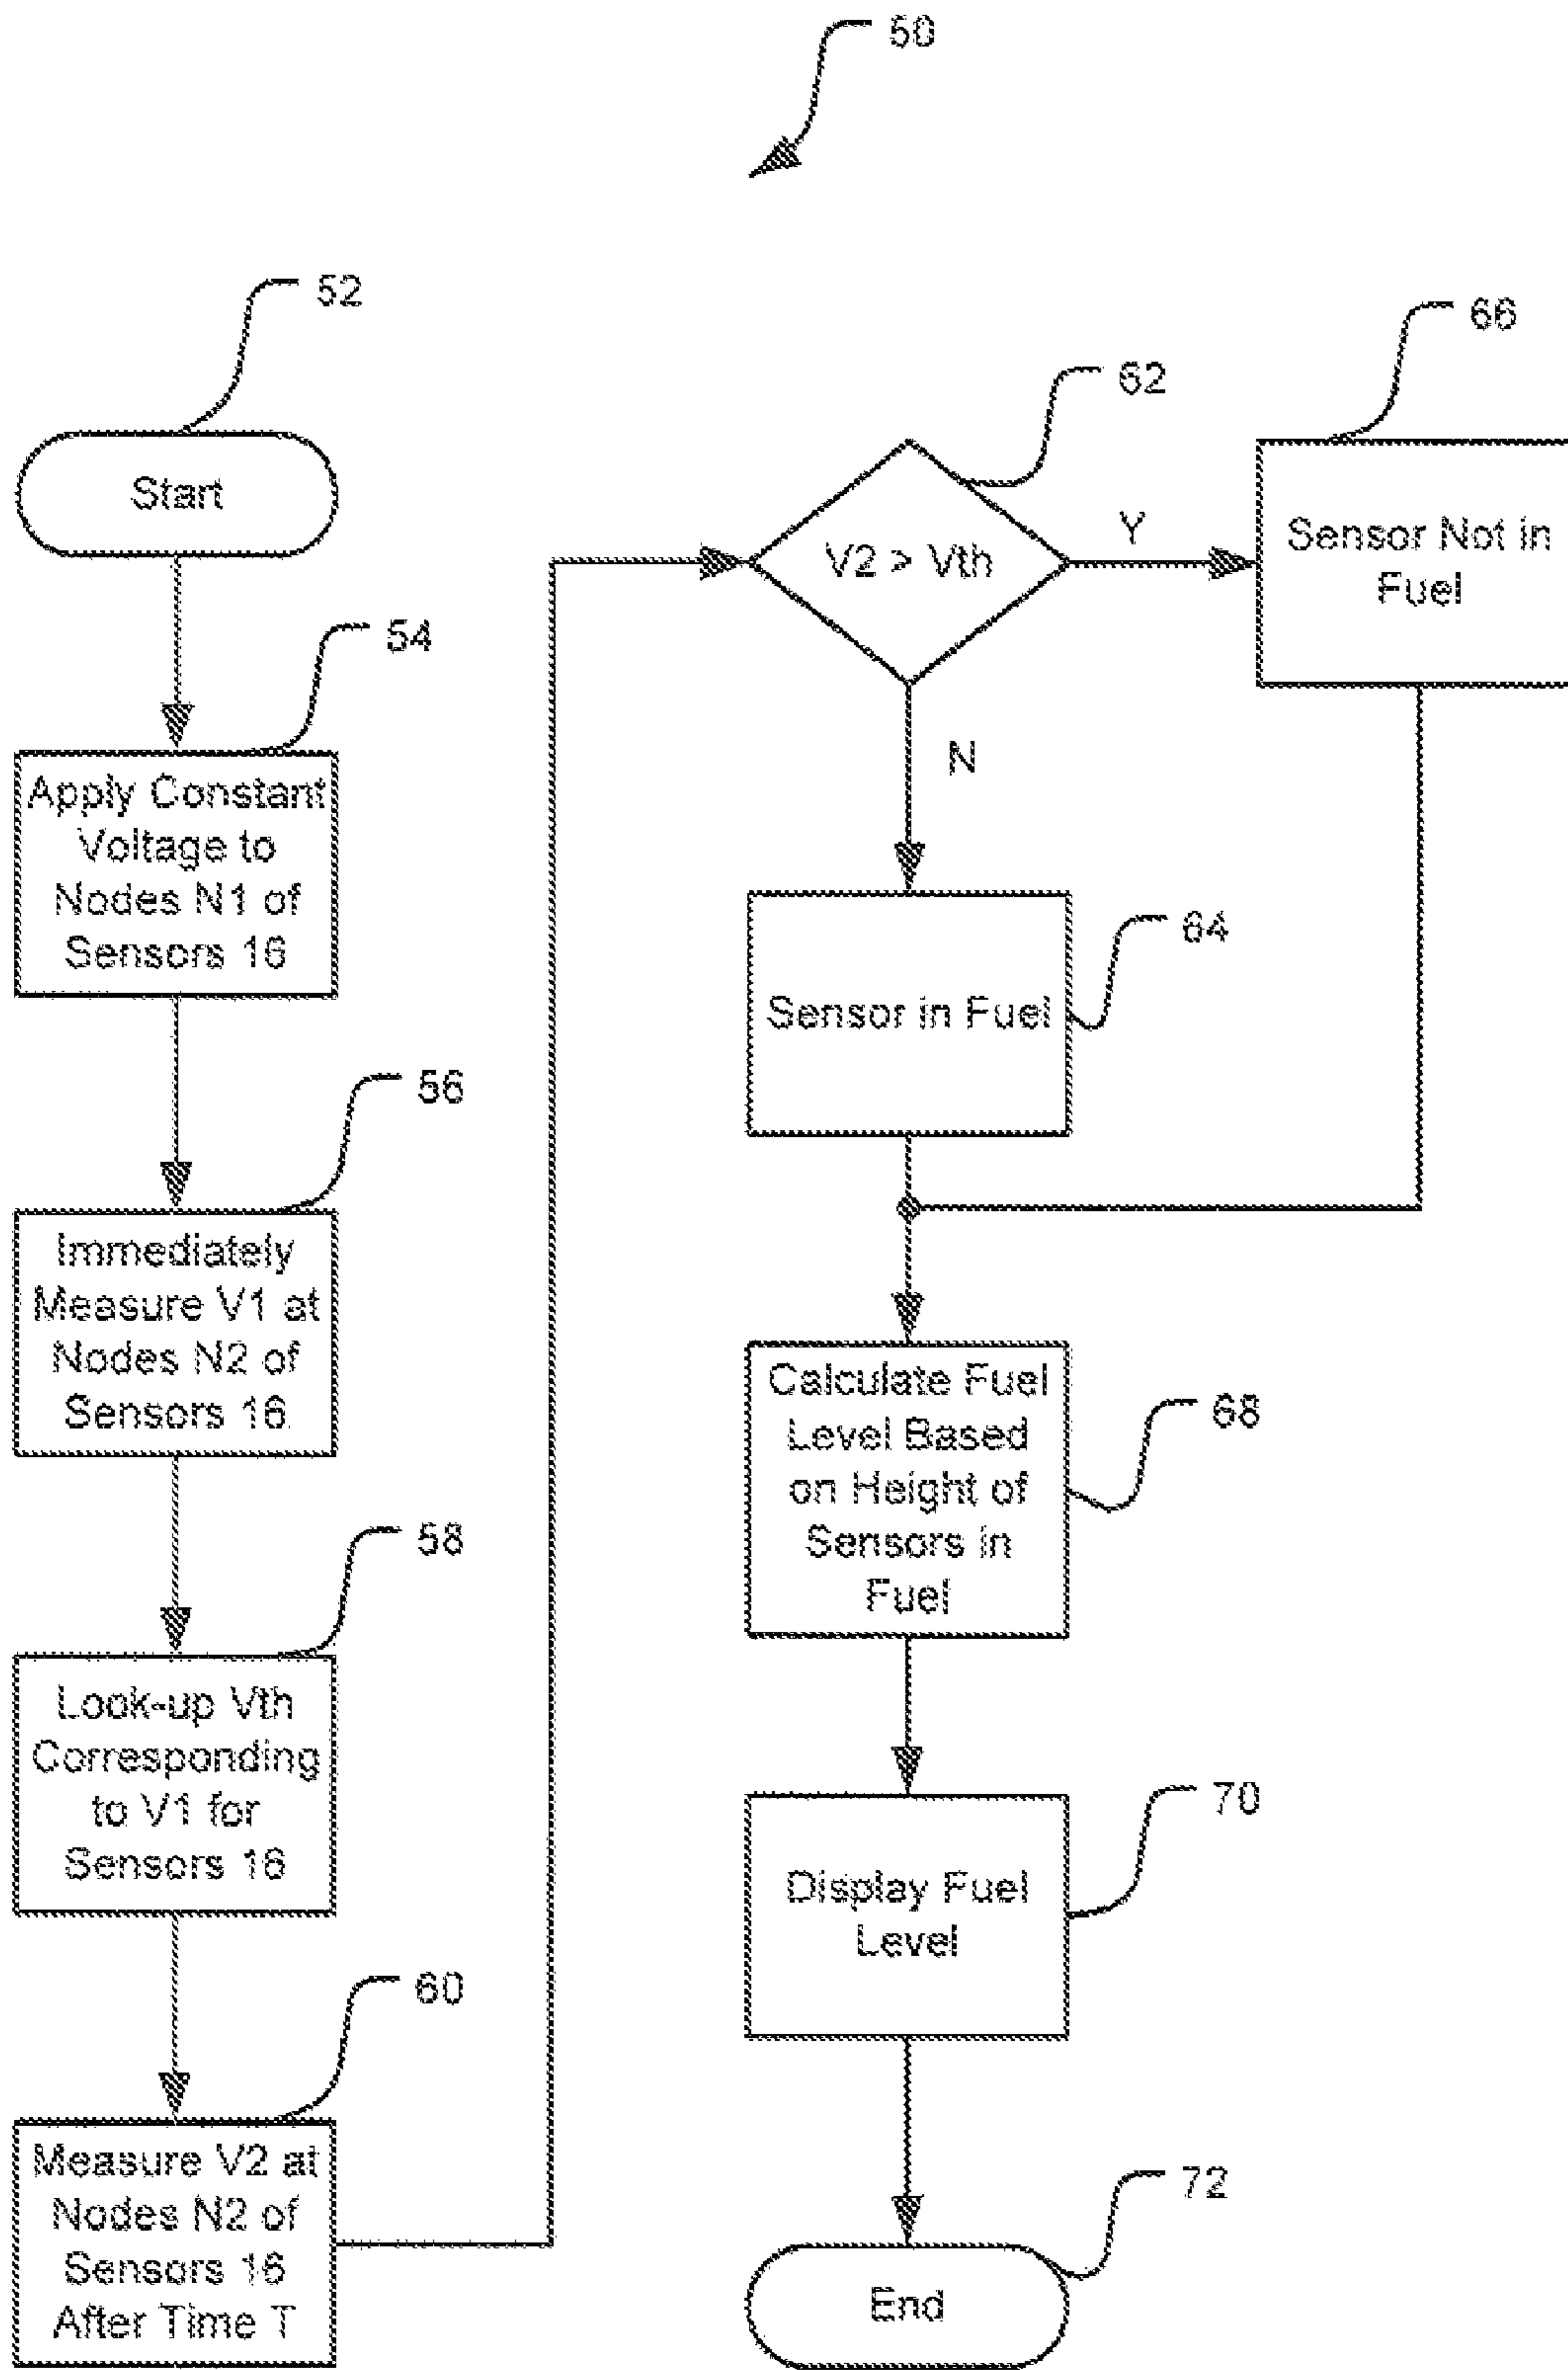 50
52
Start
54
Apply Constant
Voltage to
Nodes N1 of
Sensors 16
56
Immediately
Measure V1 at
Nodes N2 of
Sensors 16.
58
Look-up Vth
Corresponding
to V1 for
Sensors 16
60
Measure V2 at
Nodes N2 of
Sensors 16
After Time T
62
V2 > Vth
Y
N
66
Sensor Not in
Fuel
64
Sensor in Fuel
68
Calculate Fuel
Level Based
on Height of
Sensors in
Fuel
70
Display Fuel
Level
72
End